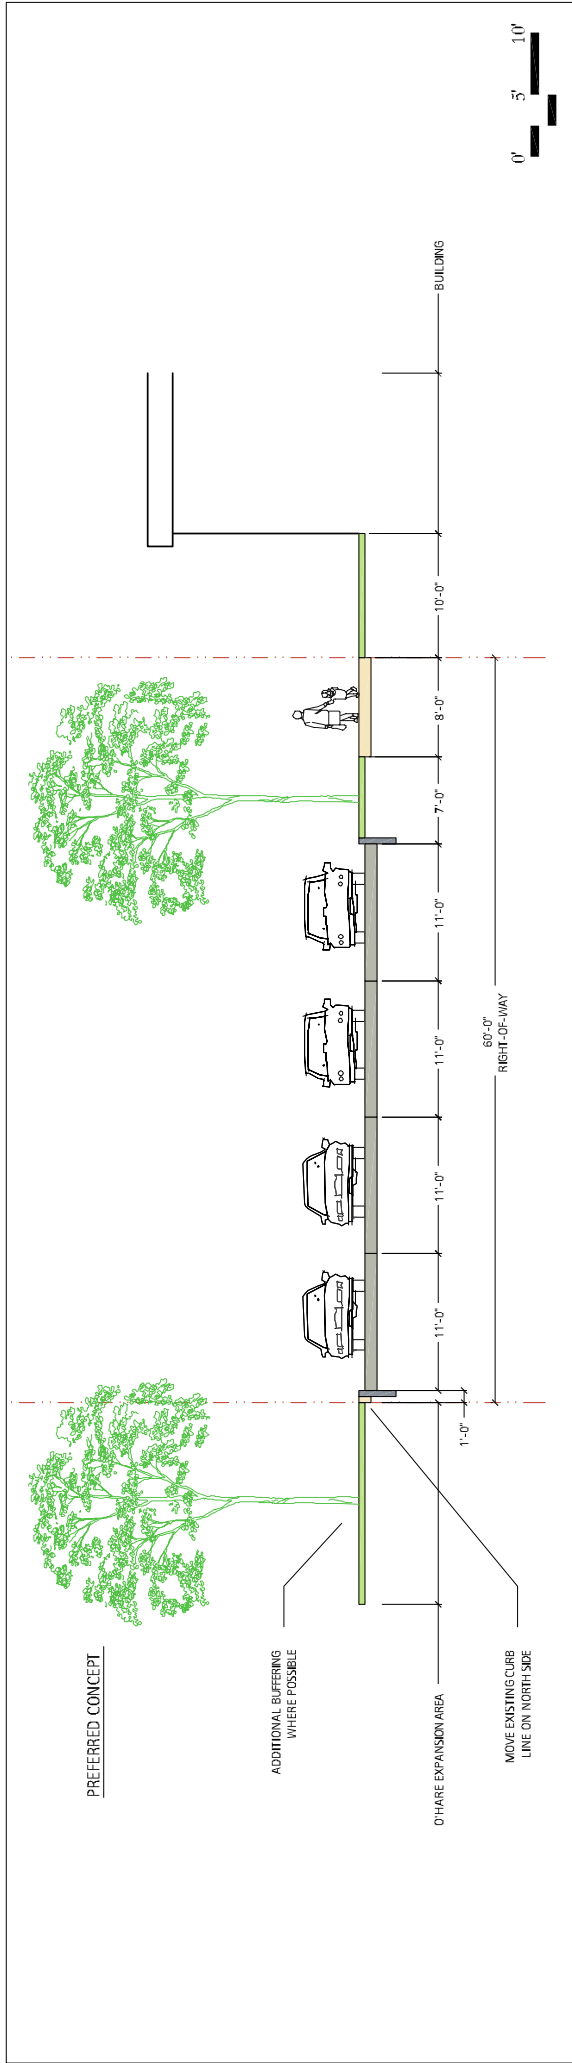 PREFERRED CONCEPT
ADDITIONAL BUFFERING
WHERE POSSIBLE
O'HARE EXPANSION AREA
MOVE EXISTING CURB
LINE ON NORTH SIDE
1'-0"
11'-0"
11'-0"
11'-0"
11'-0"
7'-0"
8'-0"
10'-0"
BUILDING
60'-0"
RIGHT-OF-WAY
0' 5' 10'